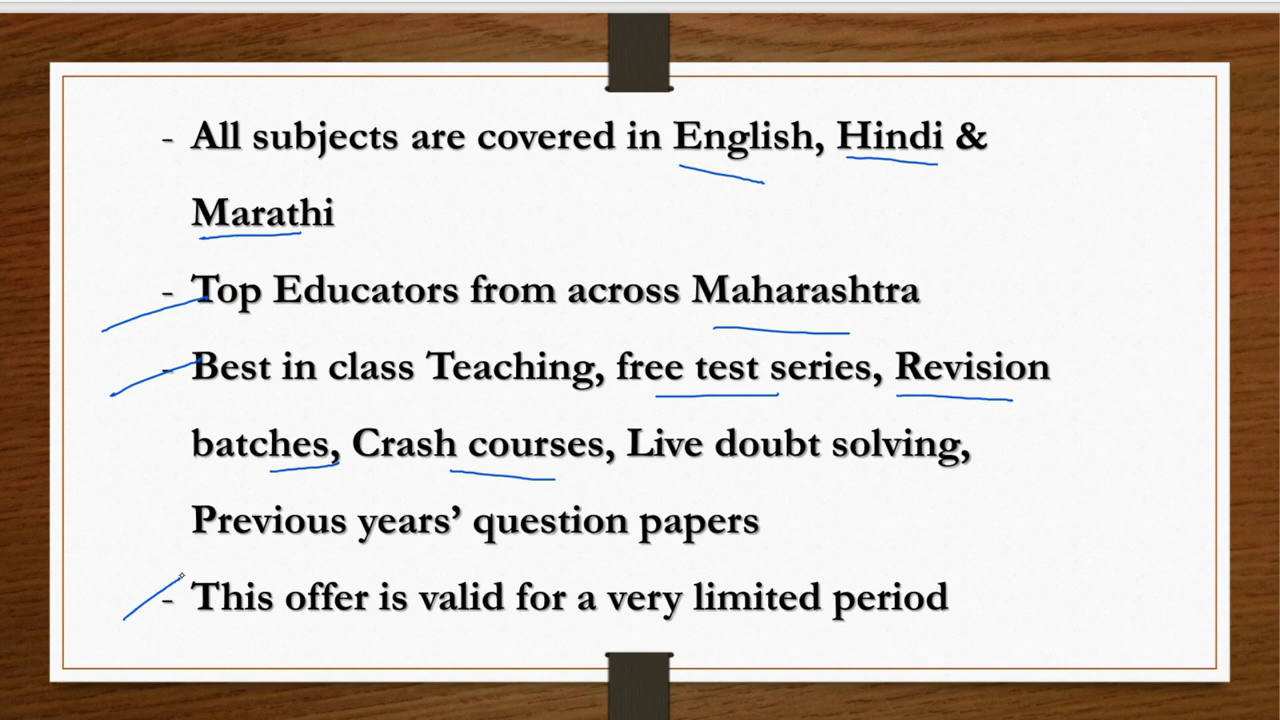 - All subjects are covered in English, Hindi &
Marathi
- Top Educators from across Maharashtra
- Best in class Teaching, free test series, Revision
batches, Crash courses, Live doubt solving,
Previous years’ question papers
- This offer is valid for a very limited period